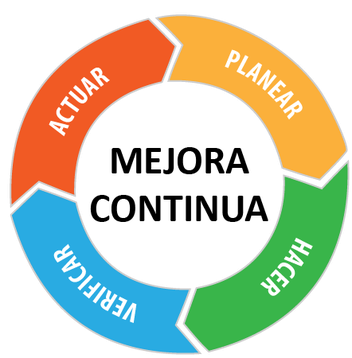 PLANEAR
HACER
VERIFICAR
ACTUAR
MEJORA
CONTINUA